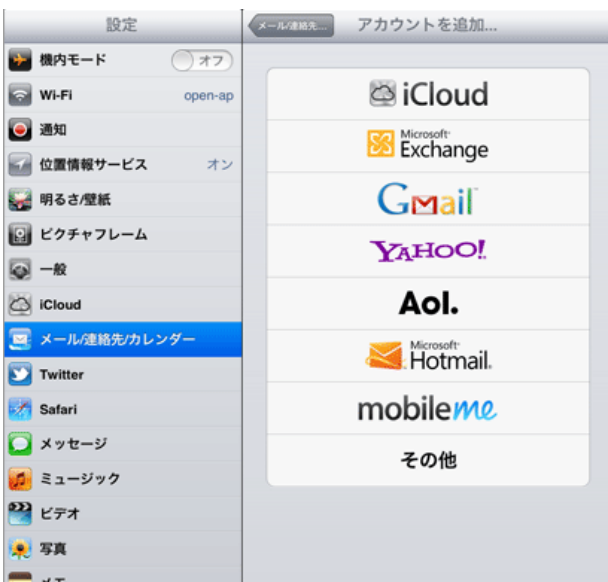 設定
機内モード オフ
Wi-Fi open-ap
通知
位置情報サービス オン
明るさ/壁紙
ピクチャフレーム
一般
iCloud
メール/連絡先/カレンダー
Twitter
Safari
メッセージ
ミュージック
ビデオ
写真
メモ
メール/連絡先... アカウントを追加...
iCloud
Microsoft
Exchange
Gmail
YAHOO!
Aol.
Microsoft
Hotmail
mobileme
その他